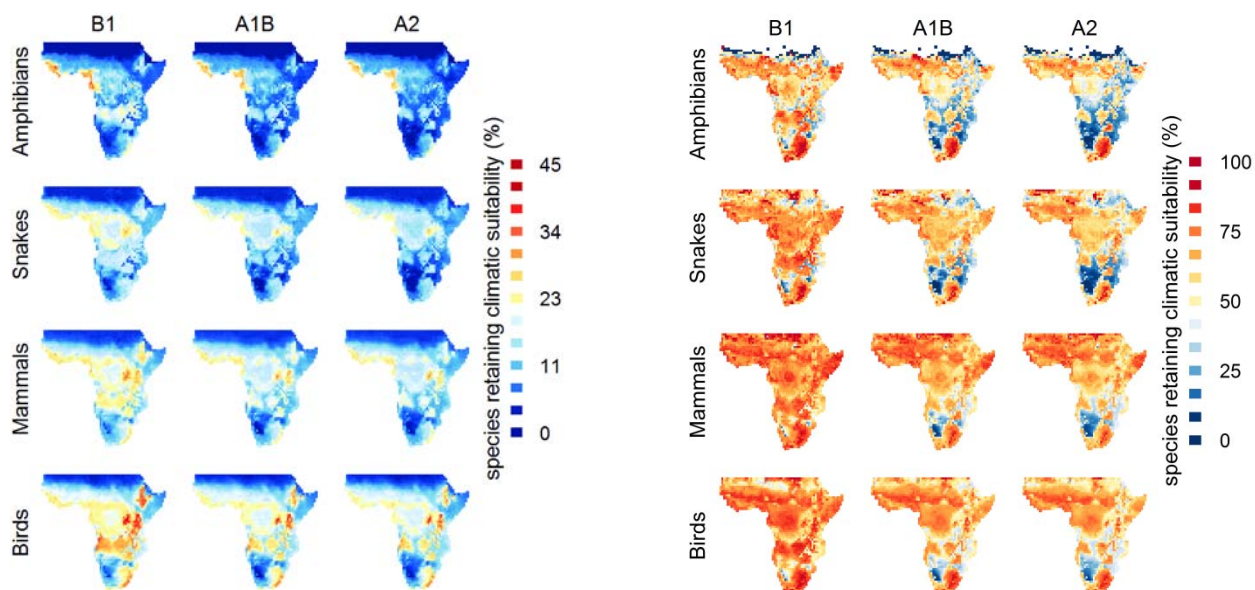 B1 A1B A2
Amphibians
Snakes
Mammals
Birds
45
34
23
11
0
species retaining climatic suitability (%)
B1 A1B A2
Amphibians
Snakes
Mammals
Birds
100
75
50
25
0
species retaining climatic suitability (%)